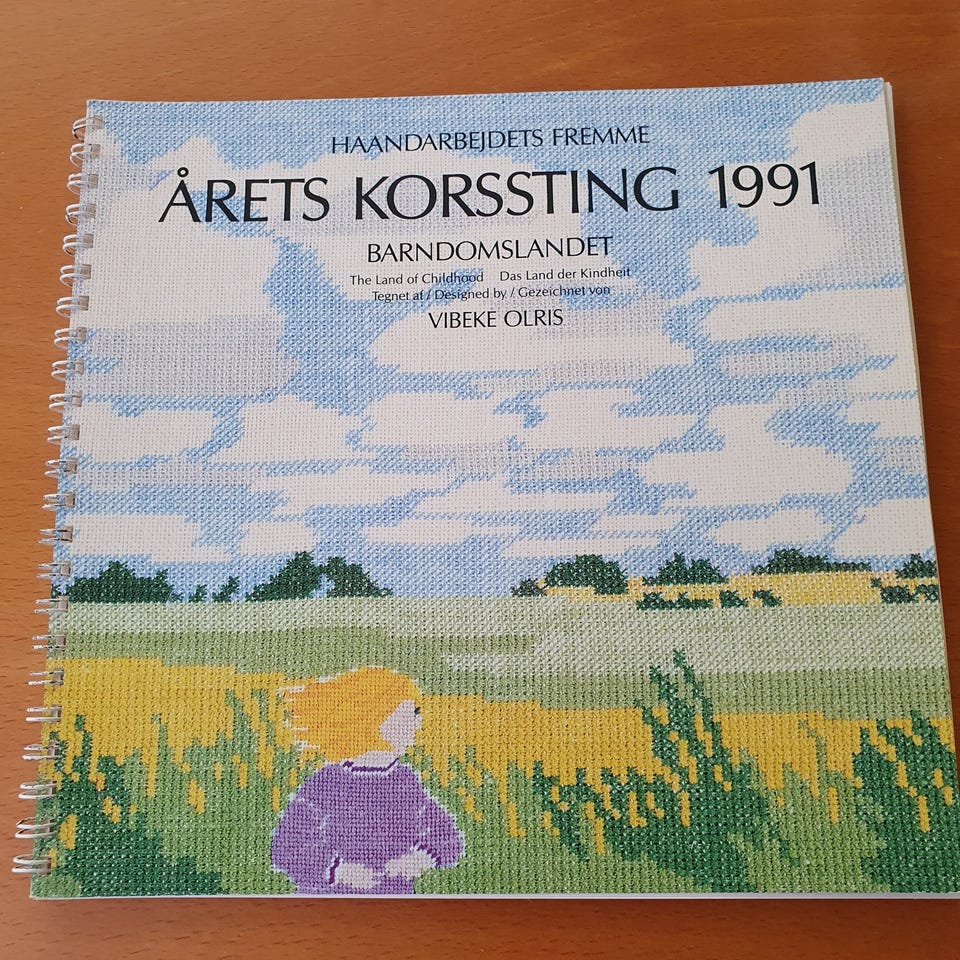 HAANDARBEJDETS FREMME
ÅRETS KORSSTING 1991
BARNDOMSLANDET
The Land of Childhood Das Land der Kindheit
Tegnet af / Designed by / Gezeichnet von
VIBEKE OLRIS